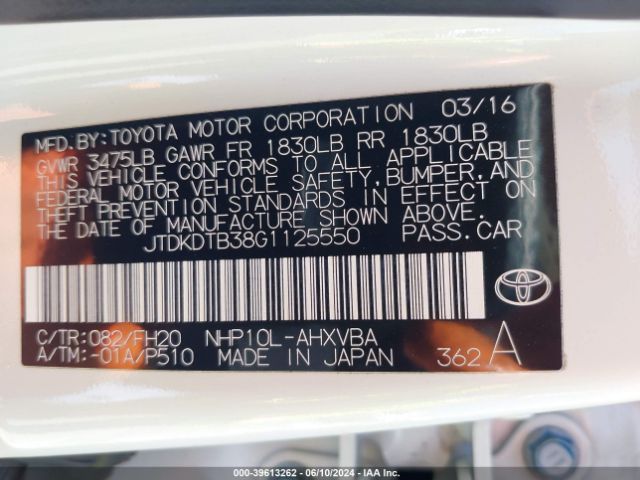 MFD.BY:TOYOTA MOTOR CORPORATION 03/16
GVWR 3475LB GAWR FR 1830LB RR 1830LB
THIS VEHICLE CONFORMS TO ALL APPLICABLE
FEDERAL MOTOR VEHICLE SAFETY,BUMPER,AND
THEFT PREVENTION STANDARDS IN EFFECT ON
THE DATE OF MANUFACTURE SHOWN ABOVE.
JTDKDTB38G1125550 PASS.CAR
C/TR:082/FH20 NHP10L-AHXVBA
A/TM:-01A/P510 MADE IN JAPAN 362 A
000-39613262 - 06/10/2024 - IAA Inc.